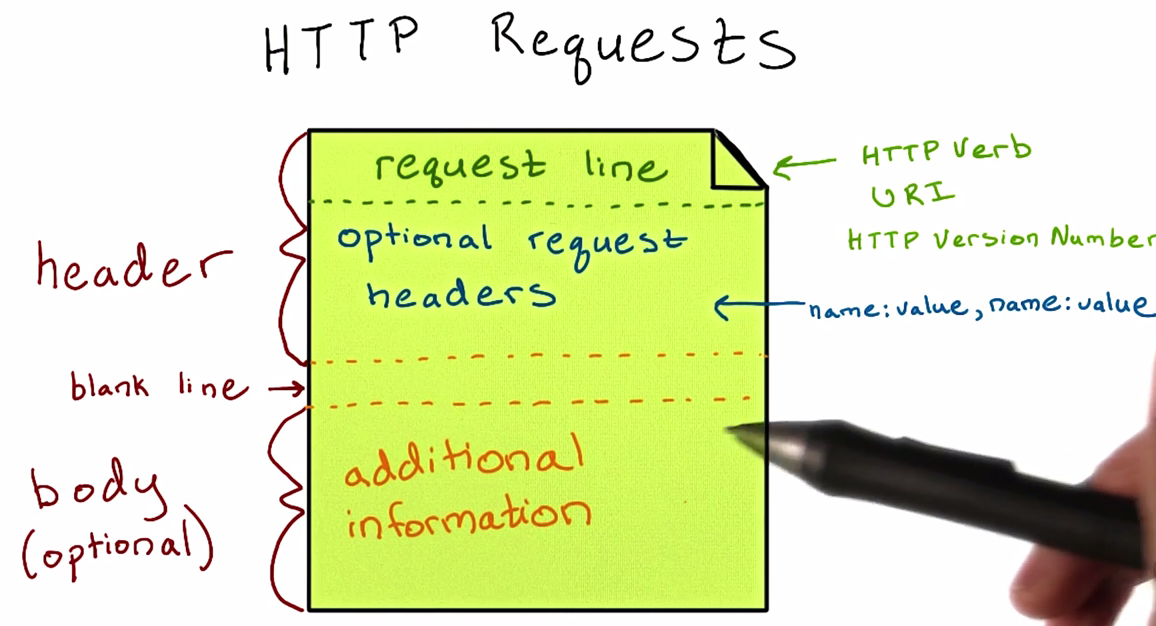 HTTP Requests
request line
HTTP Verb
URI
HTTP Version Number
optional request
headers
name:value, name:value
header
blank line
additional
information
body
(optional)